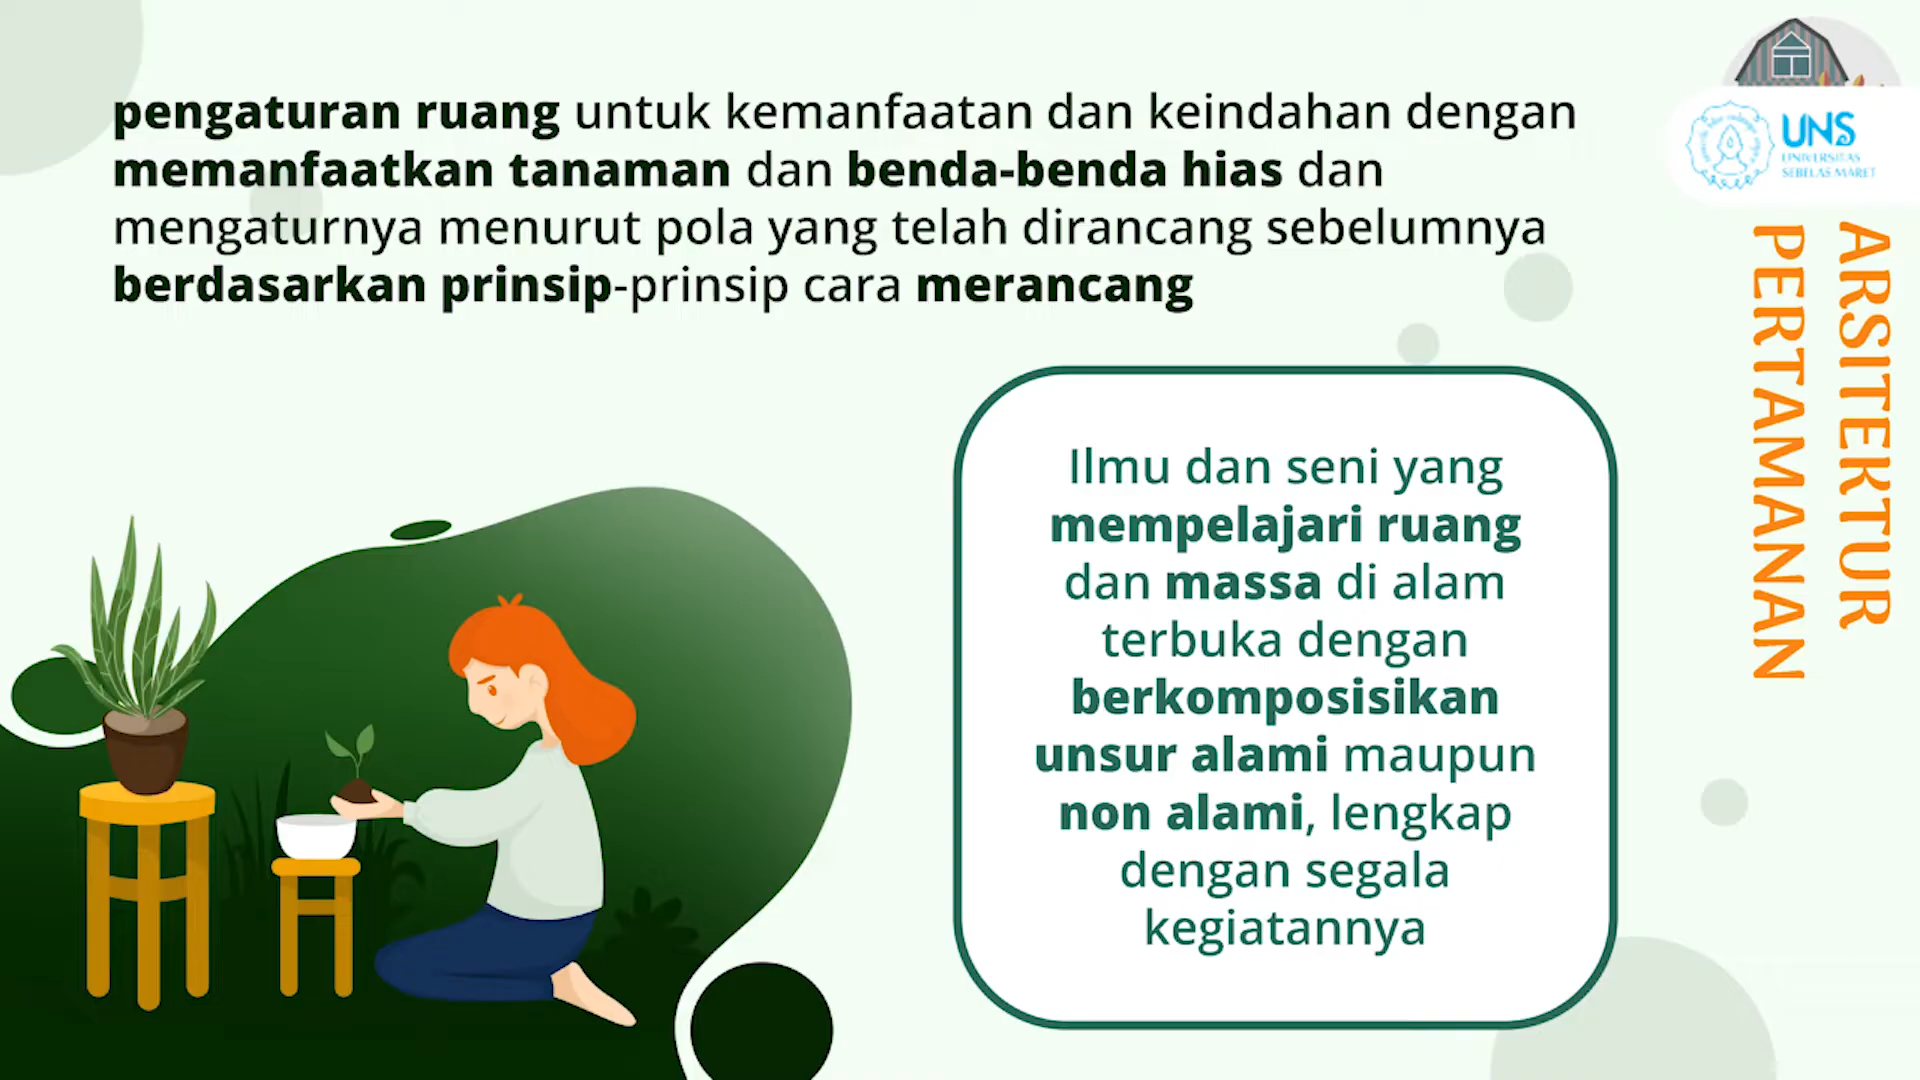 pengaturan ruang untuk kemanfaatan dan keindahan dengan
memanfaatkan tanaman dan benda-benda hias dan
mengaturnya menurut pola yang telah dirancang sebelumnya
berdasarkan prinsip-prinsip cara merancang
Ilmu dan seni yang
mempelajari ruang
dan massa di alam
terbuka dengan
berkomposisikan
unsur alami maupun
non alami, lengkap
dengan segala
kegiatannya
UNS
UNIVERSITAS
SEBELAS MARET
ARSITEKTUR
PERTAMANAN